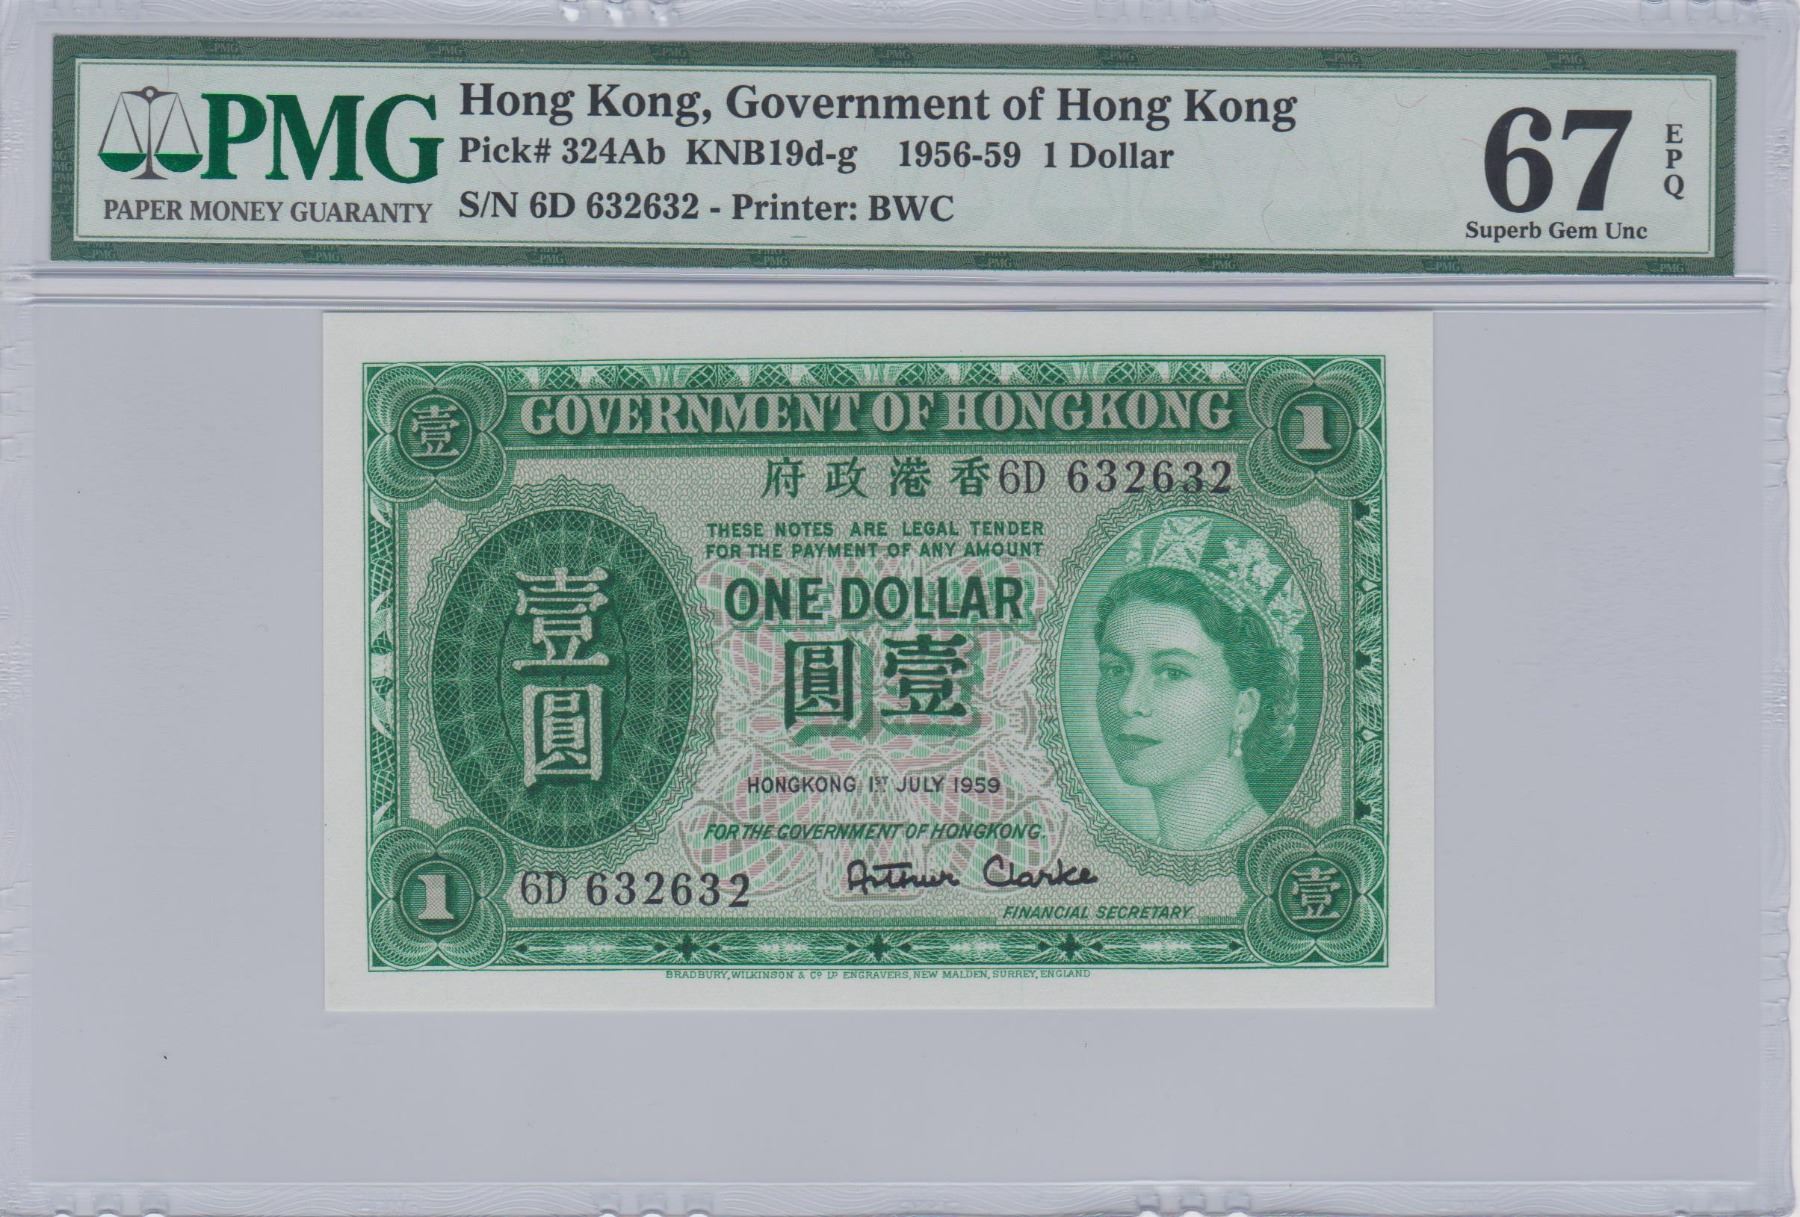 PMG
PAPER MONEY GUARANTY
Hong Kong, Government of Hong Kong
Pick# 324Ab KNB19d-g 1956-59 1 Dollar
S/N 6D 632632 - Printer: BWC
67
EPQ
Superb Gem Unc
壹
GOVERNMENT OF HONGKONG
1
府政港香
6D 632632
THESE NOTES ARE LEGAL TENDER
FOR THE PAYMENT OF ANY AMOUNT
ONE DOLLAR
壹圓
圓壹
HONGKONG 1ST JULY 1959
FOR THE GOVERNMENT OF HONGKONG.
1
6D 632632
Arthur Clarke
FINANCIAL SECRETARY
壹
BRADBURY, WILKINSON & Cº Lᴰ ENGRAVERS, NEW MALDEN, SURREY, ENGLAND